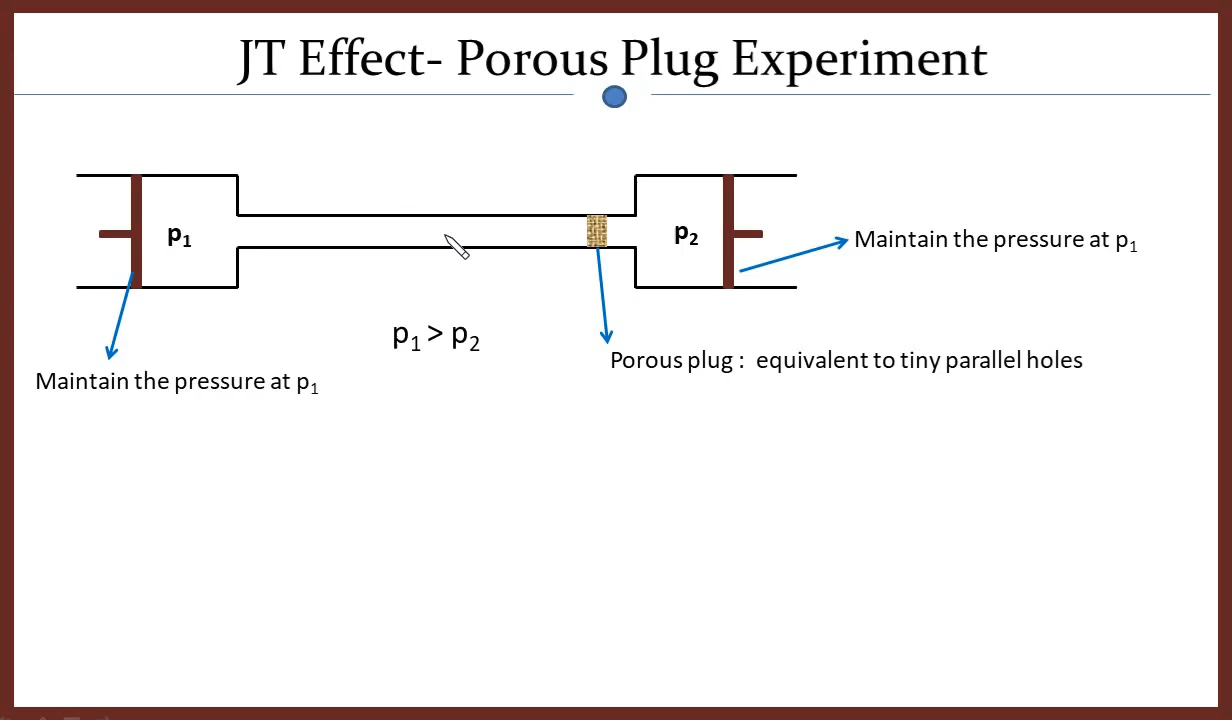 JT Effect- Porous Plug Experiment
p₁
p₂
Maintain the pressure at p₁
p₁ > p₂
Porous plug : equivalent to tiny parallel holes
Maintain the pressure at p₁